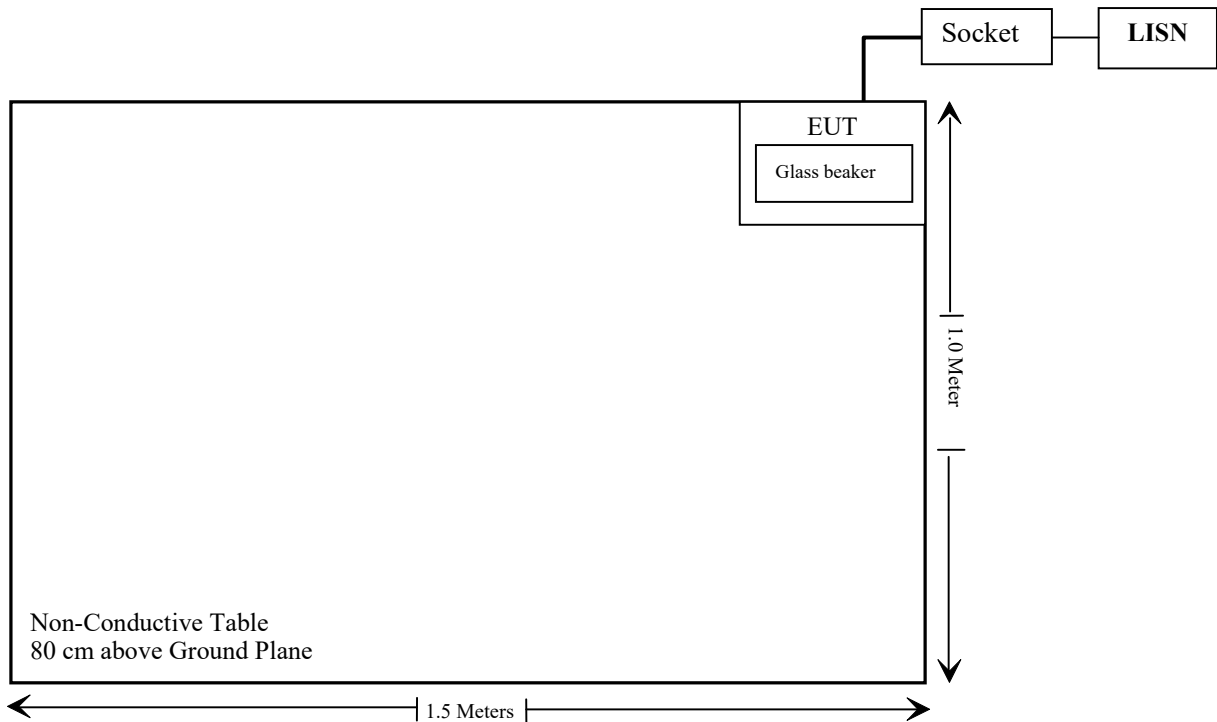 Socket
LISN
EUT
Glass beaker
1.0 Meter
Non-Conductive Table
80 cm above Ground Plane
1.5 Meters